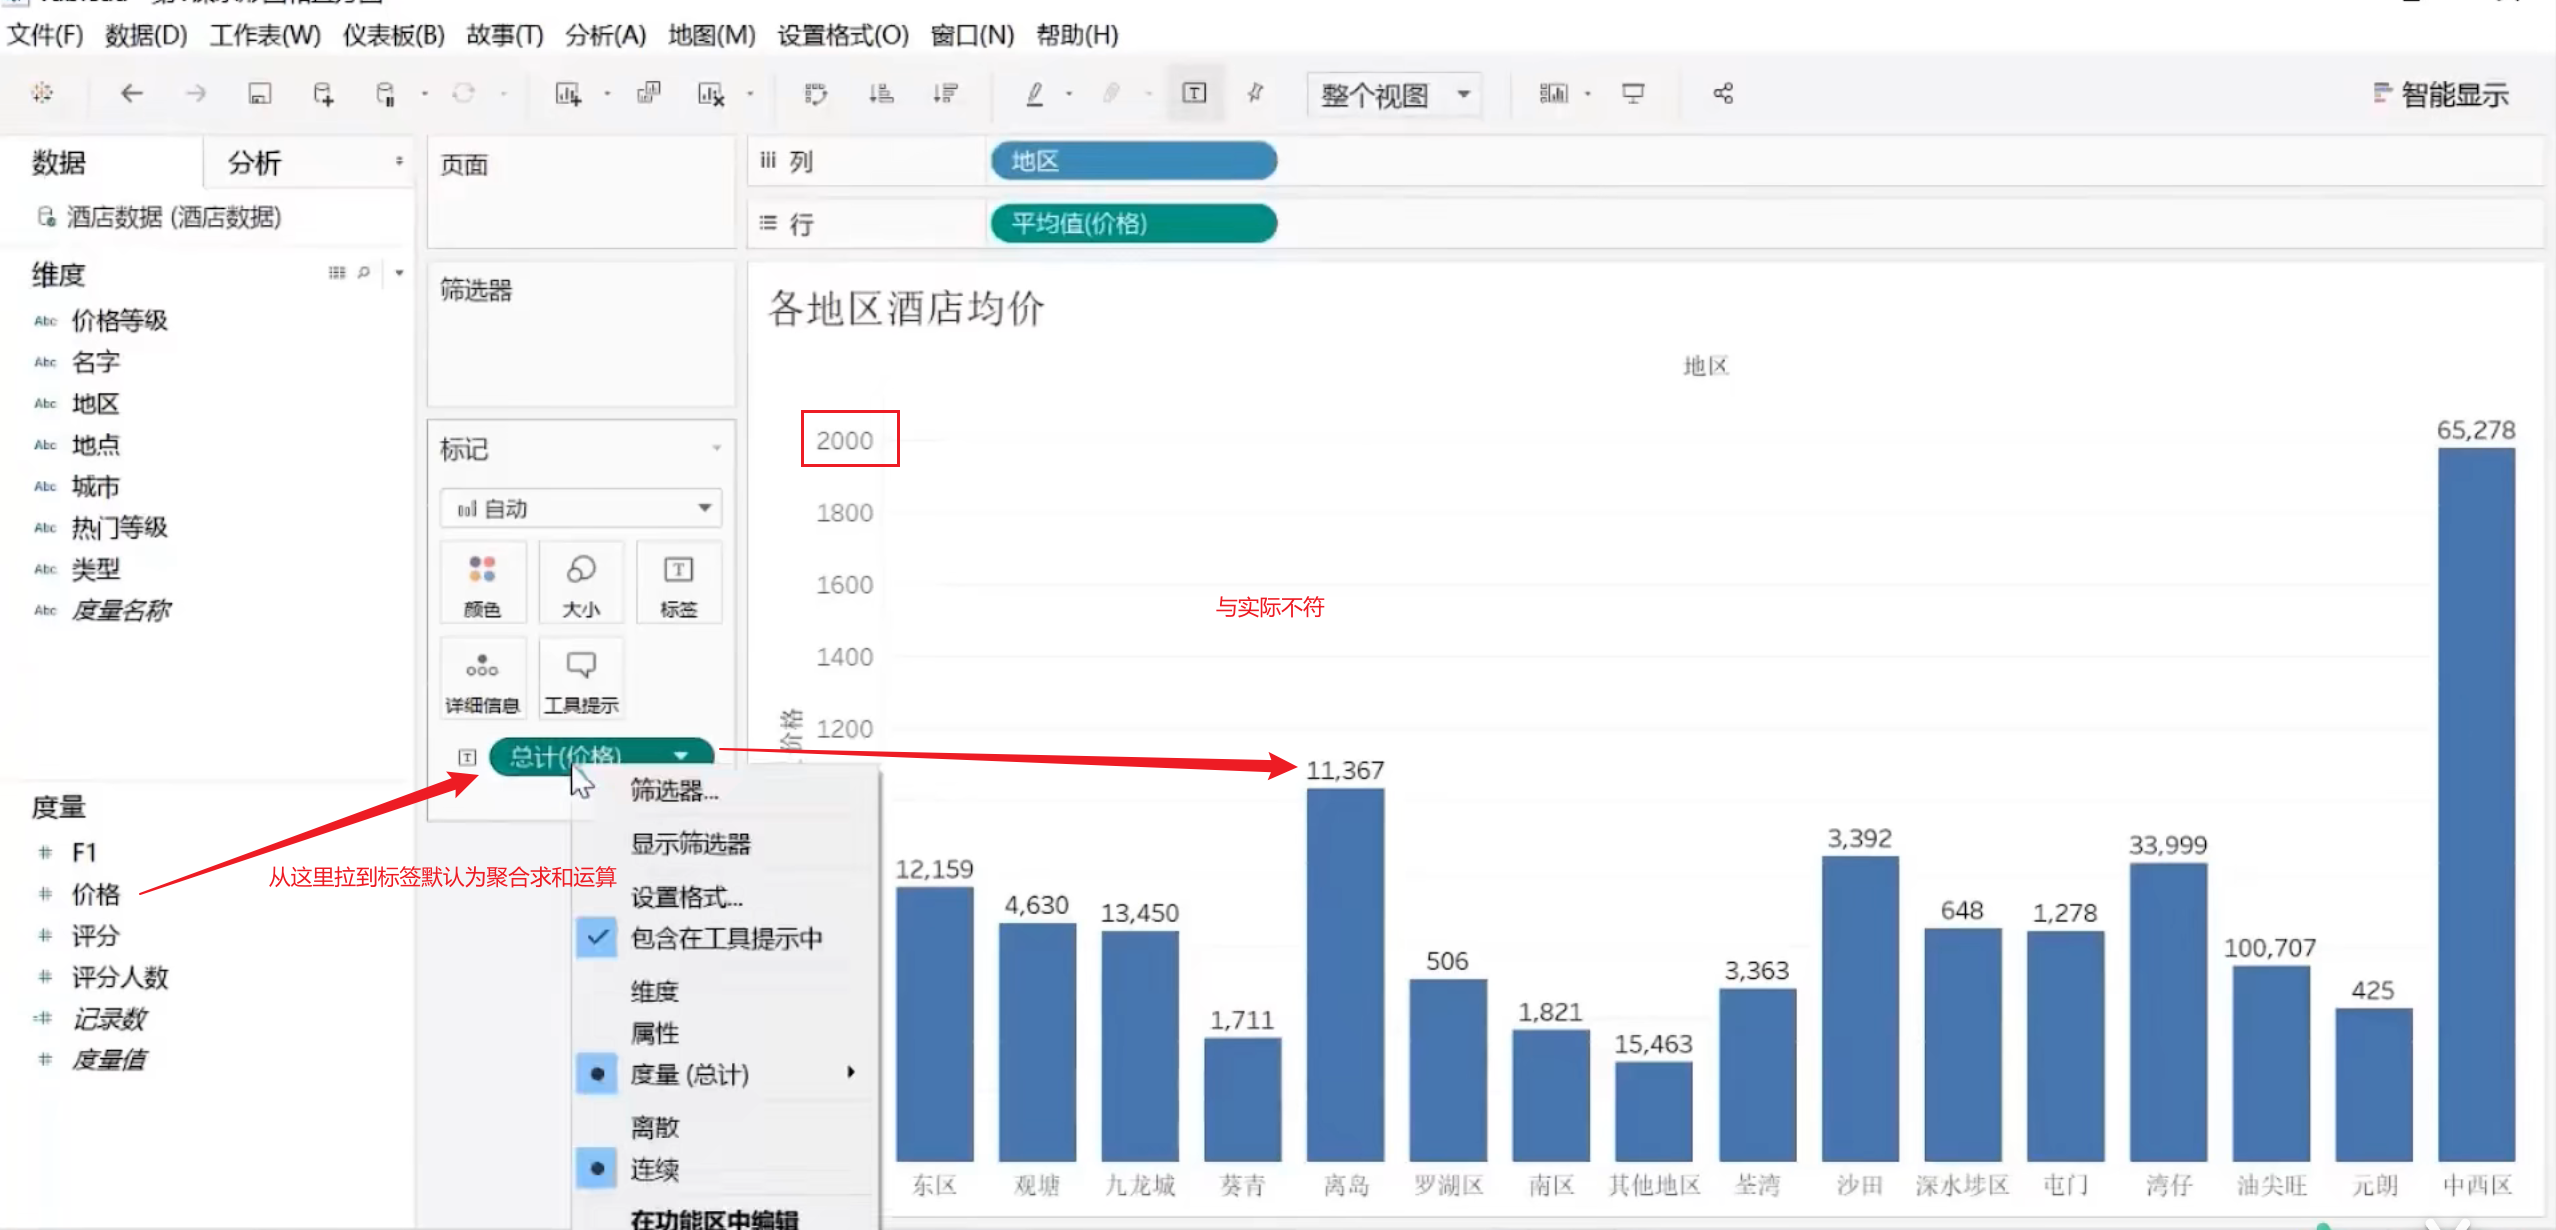 文件(F) 数据(D) 工作表(W) 仪表板(B) 故事(T) 分析(A) 地图(M) 设置格式(O) 窗口(N) 帮助(H)
整个视图
智能显示
数据 分析
酒店数据 (酒店数据)
维度
Abc 价格等级
Abc 名字
Abc 地区
Abc 地点
Abc 城市
Abc 热门等级
Abc 类型
Abc 度量名称
度量
# F1
# 价格
# 评分
# 评分人数
=# 记录数
# 度量值
页面
筛选器
标记
自动
颜色 大小 标签
详细信息 工具提示
总计(价格)
从这里拉到标签默认为聚合求和运算
筛选器...
显示筛选器
设置格式...
包含在工具提示中
维度
属性
度量 (总计)
离散
连续
在功能区中编辑
列 地区
行 平均值(价格)
各地区酒店均价
地区
2000
1800
1600
1400
1200
价格
与实际不符
12,159
4,630
13,450
1,711
11,367
506
1,821
15,463
3,363
3,392
648
1,278
33,999
100,707
425
65,278
东区 观塘 九龙城 葵青 离岛 罗湖区 南区 其他地区 荃湾 沙田 深水埗区 屯门 湾仔 油尖旺 元朗 中西区